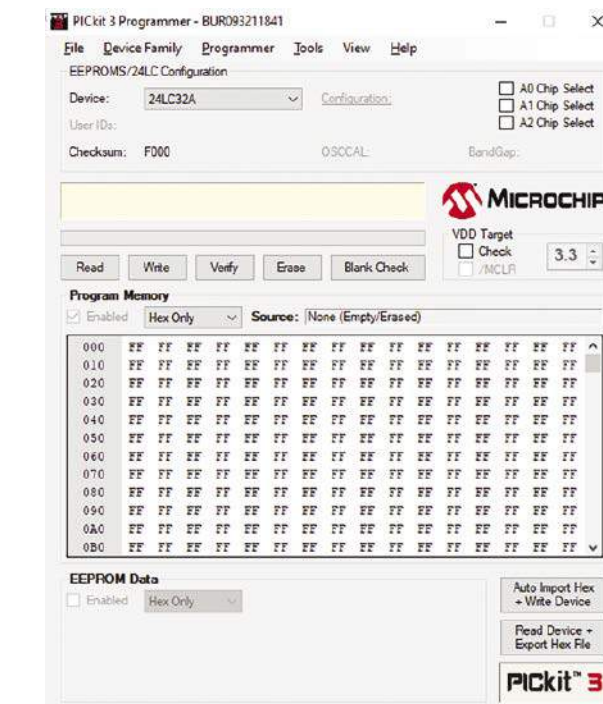 PICkit 3 Programmer - BUR093211841
File Device Family Programmer Tools View Help
EEPROMS/24LC Configuration
Device: 24LC32A Configuration: A0 Chip Select
A1 Chip Select
User IDs: A2 Chip Select
Checksum: F000 OSCCAL: BandGap:
MICROCHIP
VDD Target
Check 3.3
/MCLR
Read Write Verify Erase Blank Check
Program Memory
Enabled Hex Only Source: None (Empty/Erased)
000 FF FF FF FF FF FF FF FF FF FF FF FF FF FF FF FF
010 FF FF FF FF FF FF FF FF FF FF FF FF FF FF FF FF
020 FF FF FF FF FF FF FF FF FF FF FF FF FF FF FF FF
030 FF FF FF FF FF FF FF FF FF FF FF FF FF FF FF FF
040 FF FF FF FF FF FF FF FF FF FF FF FF FF FF FF FF
050 FF FF FF FF FF FF FF FF FF FF FF FF FF FF FF FF
060 FF FF FF FF FF FF FF FF FF FF FF FF FF FF FF FF
070 FF FF FF FF FF FF FF FF FF FF FF FF FF FF FF FF
080 FF FF FF FF FF FF FF FF FF FF FF FF FF FF FF FF
090 FF FF FF FF FF FF FF FF FF FF FF FF FF FF FF FF
0A0 FF FF FF FF FF FF FF FF FF FF FF FF FF FF FF FF
0B0 FF FF FF FF FF FF FF FF FF FF FF FF FF FF FF FF
EEPROM Data
Enabled Hex Only
Auto Import Hex
+ Write Device
Read Device +
Export Hex File
PICkit™ 3